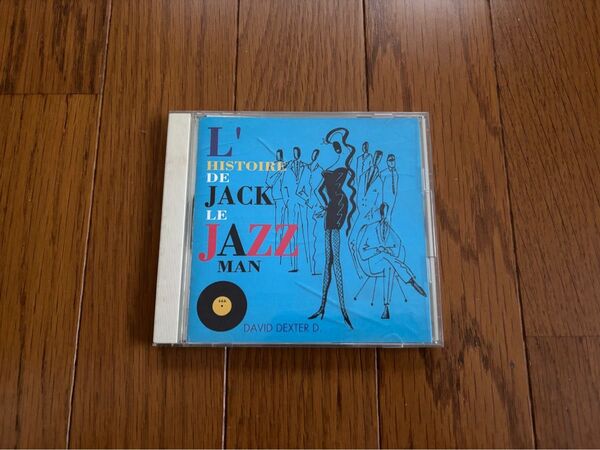 L'
HISTOIRE
DE
JACK
LE
JAZZ
MAN
DAVID DEXTER D.